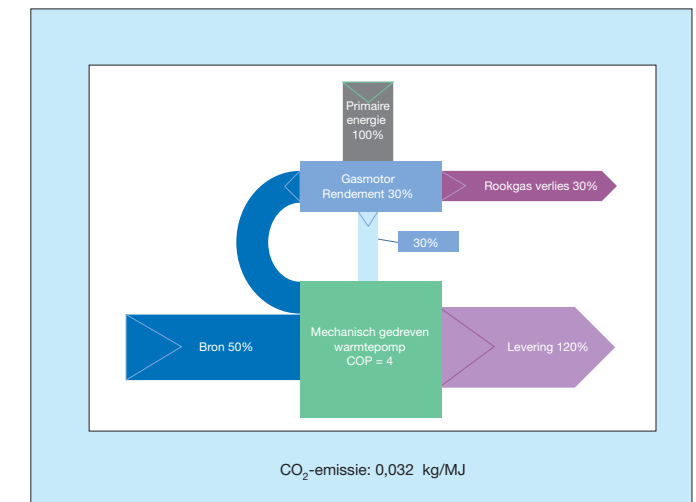 Primaire
energie
100%
Gasmotor
Rendement 30%
Rookgas verlies 30%
30%
Bron 50%
Mechanisch gedreven
warmtepomp
COP = 4
Levering 120%
CO₂-emissie: 0,032 kg/MJ